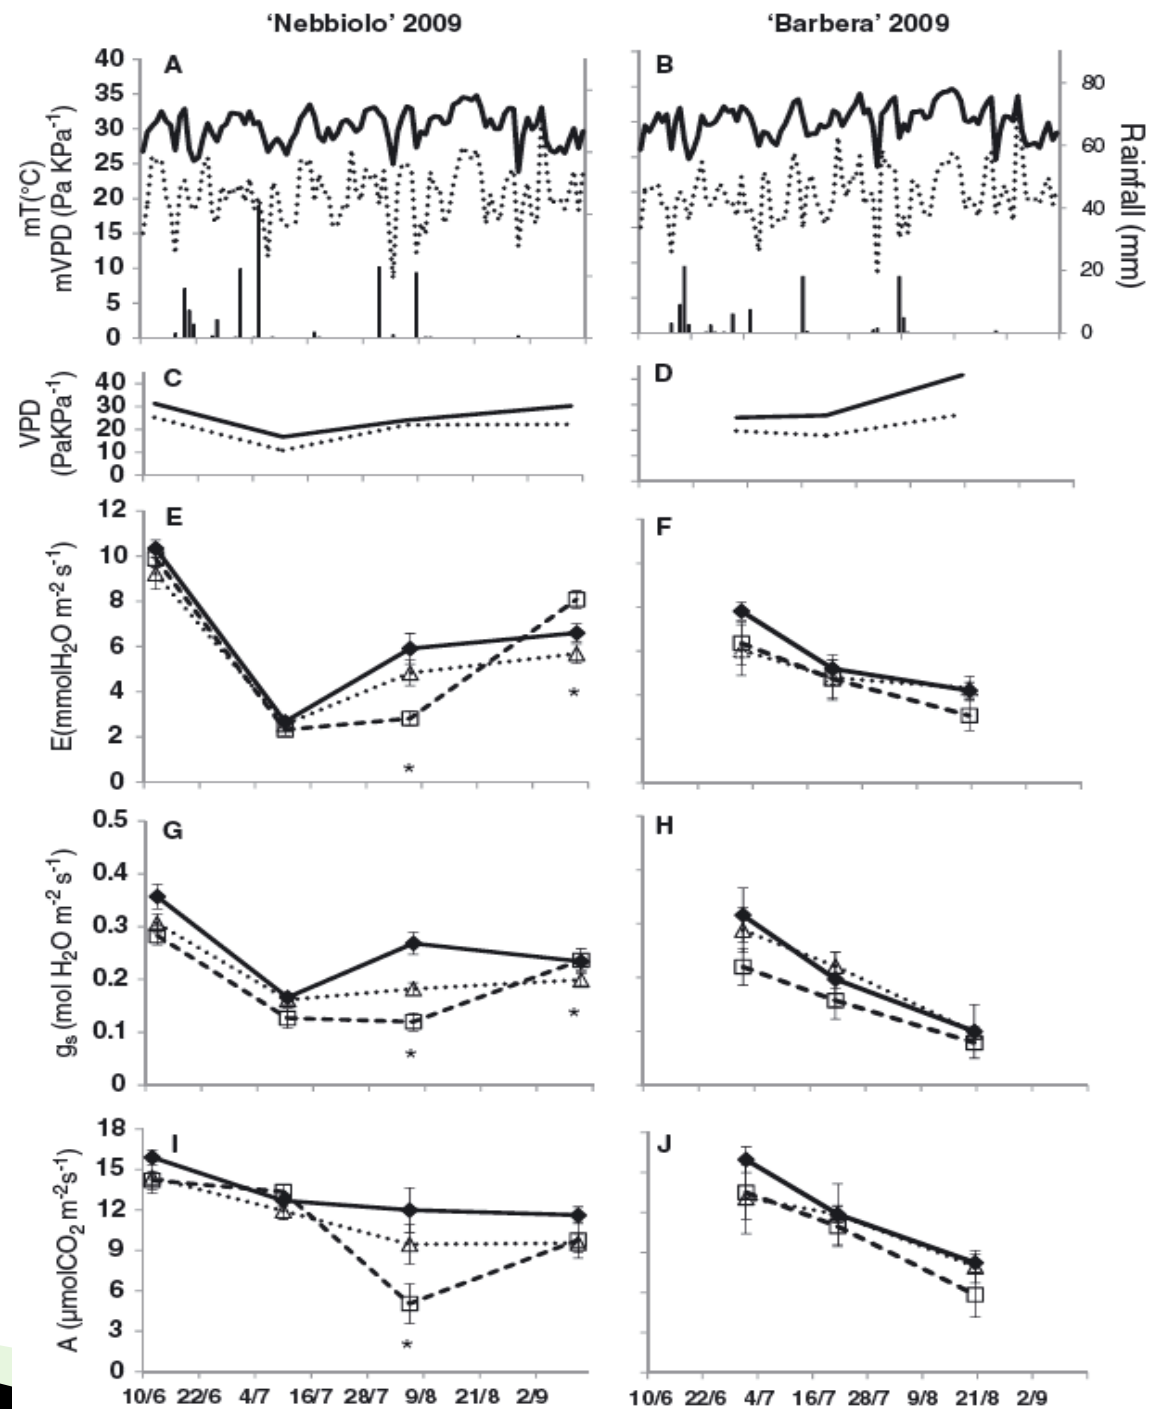 ‘Nebbiolo’ 2009
‘Barbera’ 2009
A
B
40
35
30
25
20
15
10
5
0
mT(°C)
mVPD (Pa KPa⁻¹)
80
60
40
20
0
Rainfall (mm)
C
D
40
30
20
10
0
VPD
(PaKPa⁻¹)
E
F
12
10
8
6
4
2
0
E(mmolH₂O m⁻² s⁻¹)
*
*
G
H
0.5
0.4
0.3
0.2
0.1
0
gₛ (mol H₂O m⁻² s⁻¹)
*
*
I
J
18
15
12
9
6
3
0
A (µmolCO₂ m⁻²s⁻¹)
*
10/6 22/6 4/7 16/7 28/7 9/8 21/8 2/9
10/6 22/6 4/7 16/7 28/7 9/8 21/8 2/9